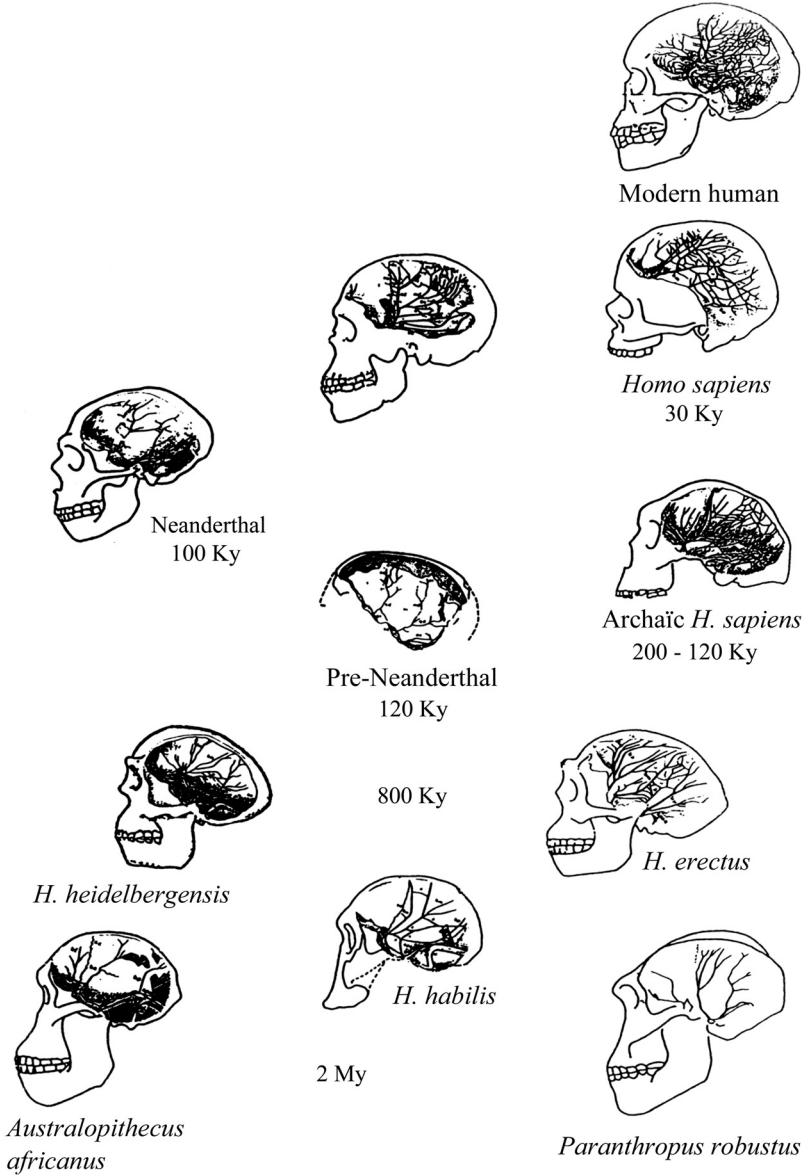 Modern human
Homo sapiens
30 Ky
Neanderthal
100 Ky
Archaïc H. sapiens
200 - 120 Ky
Pre-Neanderthal
120 Ky
800 Ky
H. erectus
H. heidelbergensis
H. habilis
2 My
Australopithecus
africanus
Paranthropus robustus